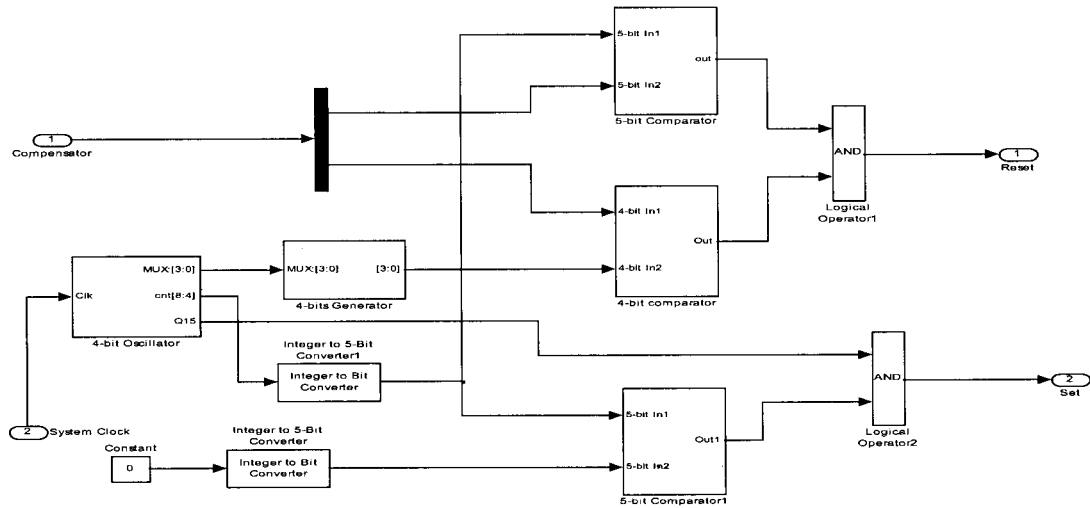 5-bit In1
5-bit In2
out
5-bit Comparator
1
Compensator
AND
Logical
Operator1
1
Reset
4-bit In1
4-bit In2
Out
4-bit comparator
Clk
MUX:[3:0]
cnt[8:4]
Q15
4-bit Oscillator
MUX:[3:0]
[3:0]
4-bits Generator
Integer to 5-Bit
Converter1
Integer to Bit
Converter
AND
Logical
Operator2
2
Set
2
System Clock
Constant
0
Integer to 5-Bit
Converter
Integer to Bit
Converter
5-bit In1
5-bit In2
Out1
5-bit Comparator1